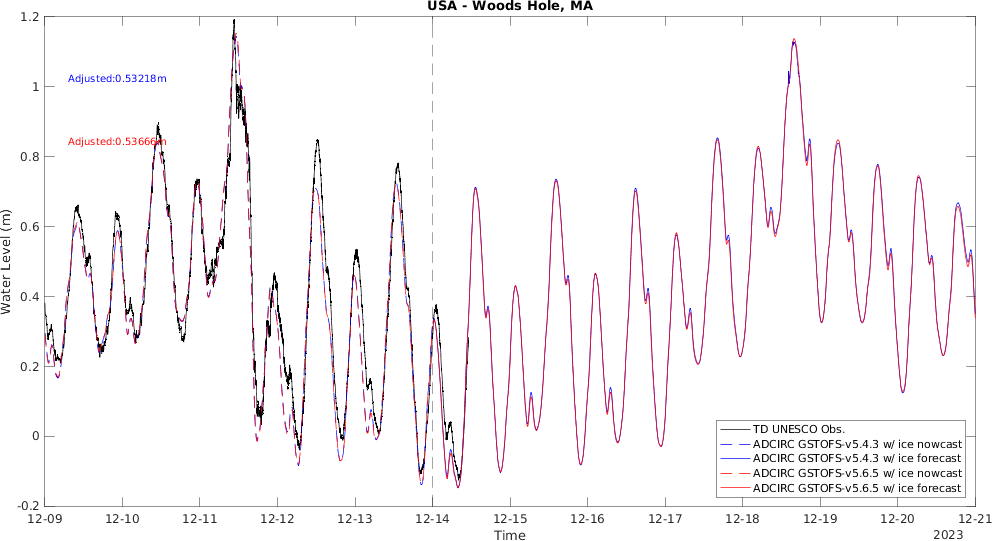 USA - Woods Hole, MA
1.2
1
0.8
0.6
0.4
0.2
0
-0.2
Water Level (m)
Adjusted:0.53218m
Adjusted:0.53666m
TD UNESCO Obs.
ADCIRC GSTOFS-v5.4.3 w/ ice nowcast
ADCIRC GSTOFS-v5.4.3 w/ ice forecast
ADCIRC GSTOFS-v5.6.5 w/ ice nowcast
ADCIRC GSTOFS-v5.6.5 w/ ice forecast
12-09 12-10 12-11 12-12 12-13 12-14 12-15 12-16 12-17 12-18 12-19 12-20 12-21
Time
2023